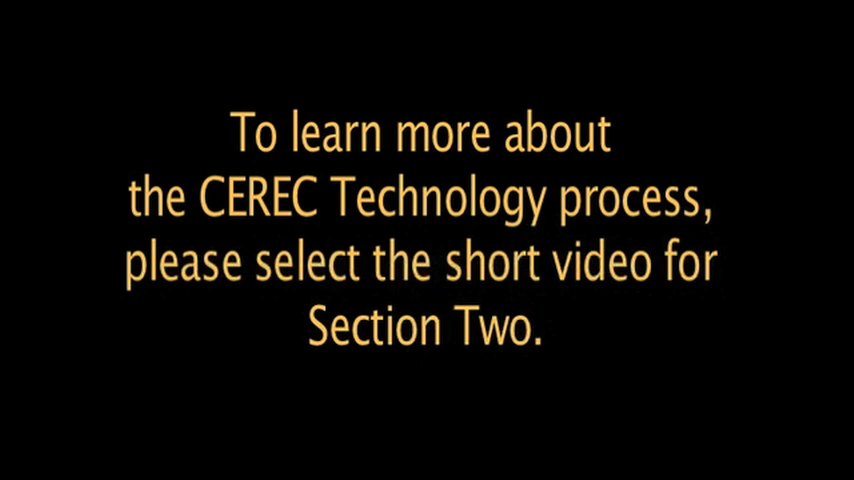 To learn more about
the CEREC Technology process,
please select the short video for
Section Two.